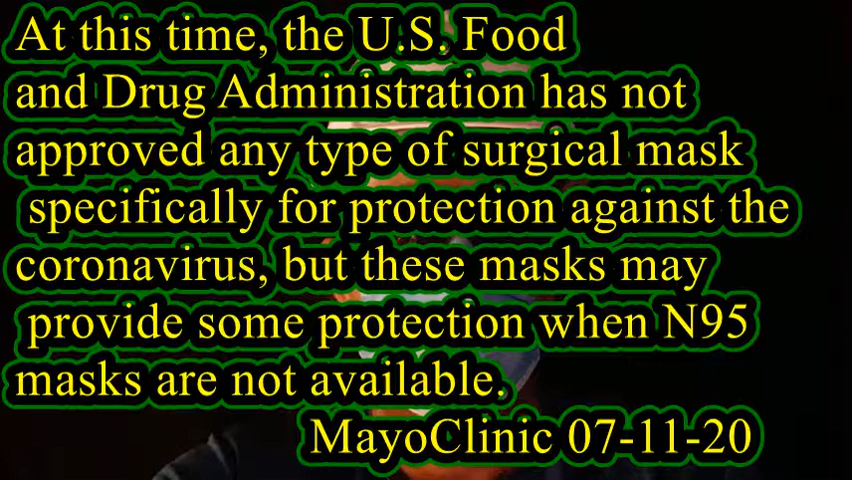 At this time, the U.S. Food
and Drug Administration has not
approved any type of surgical mask
specifically for protection against the
coronavirus, but these masks may
provide some protection when N95
masks are not available.
MayoClinic 07-11-20